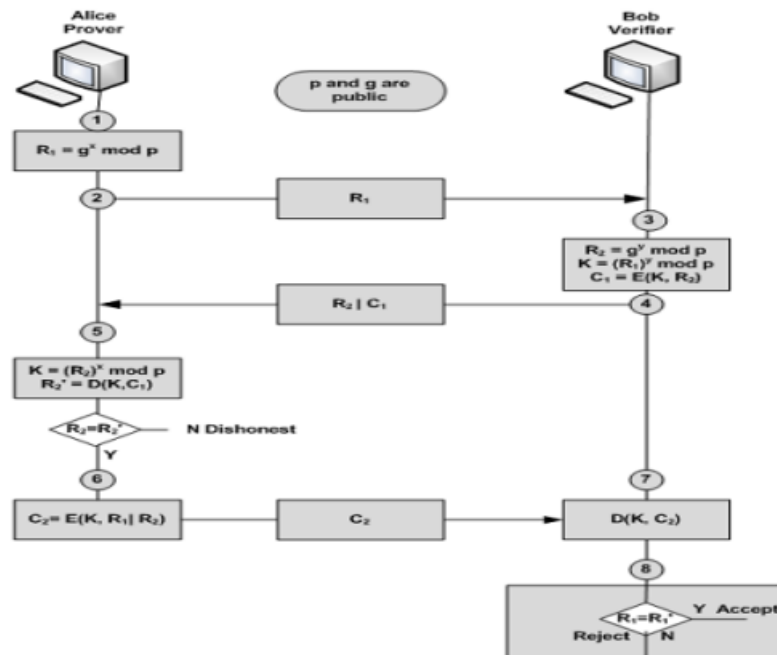 Alice
Prover
Bob
Verifier
p and g are
public
1
R₁ = gˣ mod p
2
R₁
3
R₂ = gʸ mod p
K = (R₁)ʸ mod p
C₁ = E(K, R₂)
R₂ | C₁
4
5
K = (R₂)ˣ mod p
R₂' = D(K,C₁)
R₂=R₂'
N Dishonest
Y
6
7
C₂= E(K, R₁| R₂)
C₂
D(K, C₂)
8
R₁=R₁'
Y Accept
Reject
N